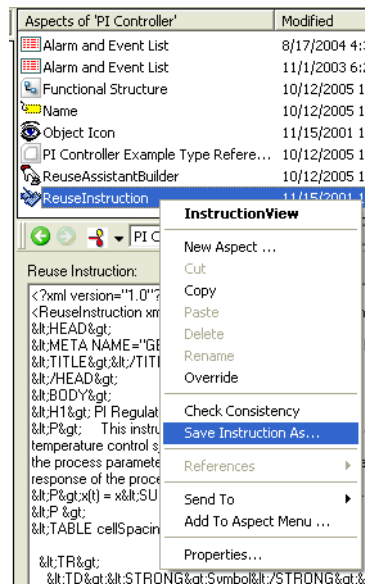 Aspects of 'PI Controller' Modified
Alarm and Event List 8/17/2004 4:
Alarm and Event List 11/1/2003 6:
Functional Structure 10/12/2005 1
Name 10/12/2005 1
Object Icon 11/15/2001 1
PI Controller Example Type Refere... 10/12/2005 1
ReuseAssistantBuilder 10/12/2005 1
ReuseInstruction 11/15/2001 1
InstructionView
PI C
New Aspect ...
Cut
Copy
Paste
Delete
Rename
Override
Check Consistency
Save Instruction As...
References
Send To
Add To Aspect Menu ...
Properties...
Reuse Instruction:
<?xml version="1.0"?
<ReuseInstruction xm
&lt;HEAD&gt;
&lt;META NAME="GE
&lt;TITLE&gt;&lt;/TITL
&lt;/HEAD&gt;
&lt;BODY&gt;
&lt;H1&gt; PI Regulat
&lt;P&gt; This instru
temperature control s
the process paramete
response of the proce
&lt;P&gt;x(t) = x&lt;SU
&lt;P &gt;
&lt;TABLE cellSpacin
&lt;TR&gt;
&lt;TD&gt;&lt;STRONG&gt;Symbol&lt;/STRONG&gt;&